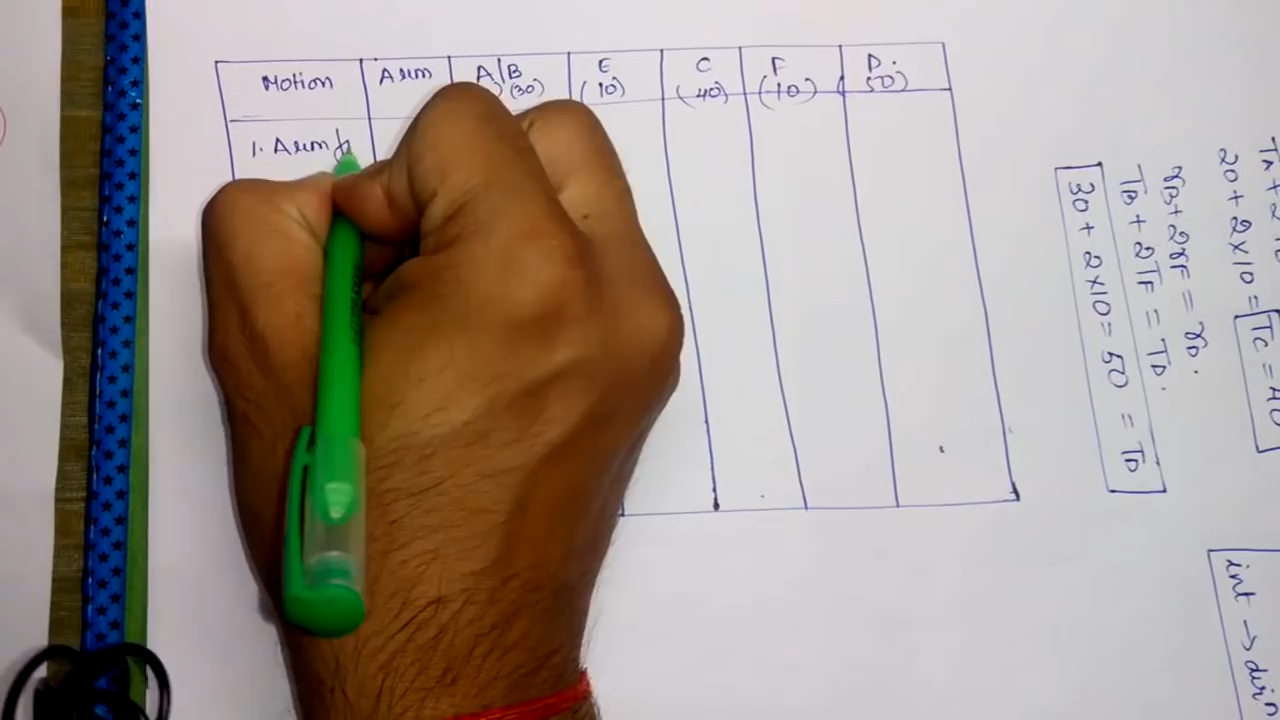 Motion Arm A/B E C F D.
) (30) (10) (40) (10) (50)
1. Arm f
20 + 2×10 = TC = 40
rB + 2rF = rD.
TB + 2TF = TD.
30 + 2×10 = 50 = TD
int → dirn